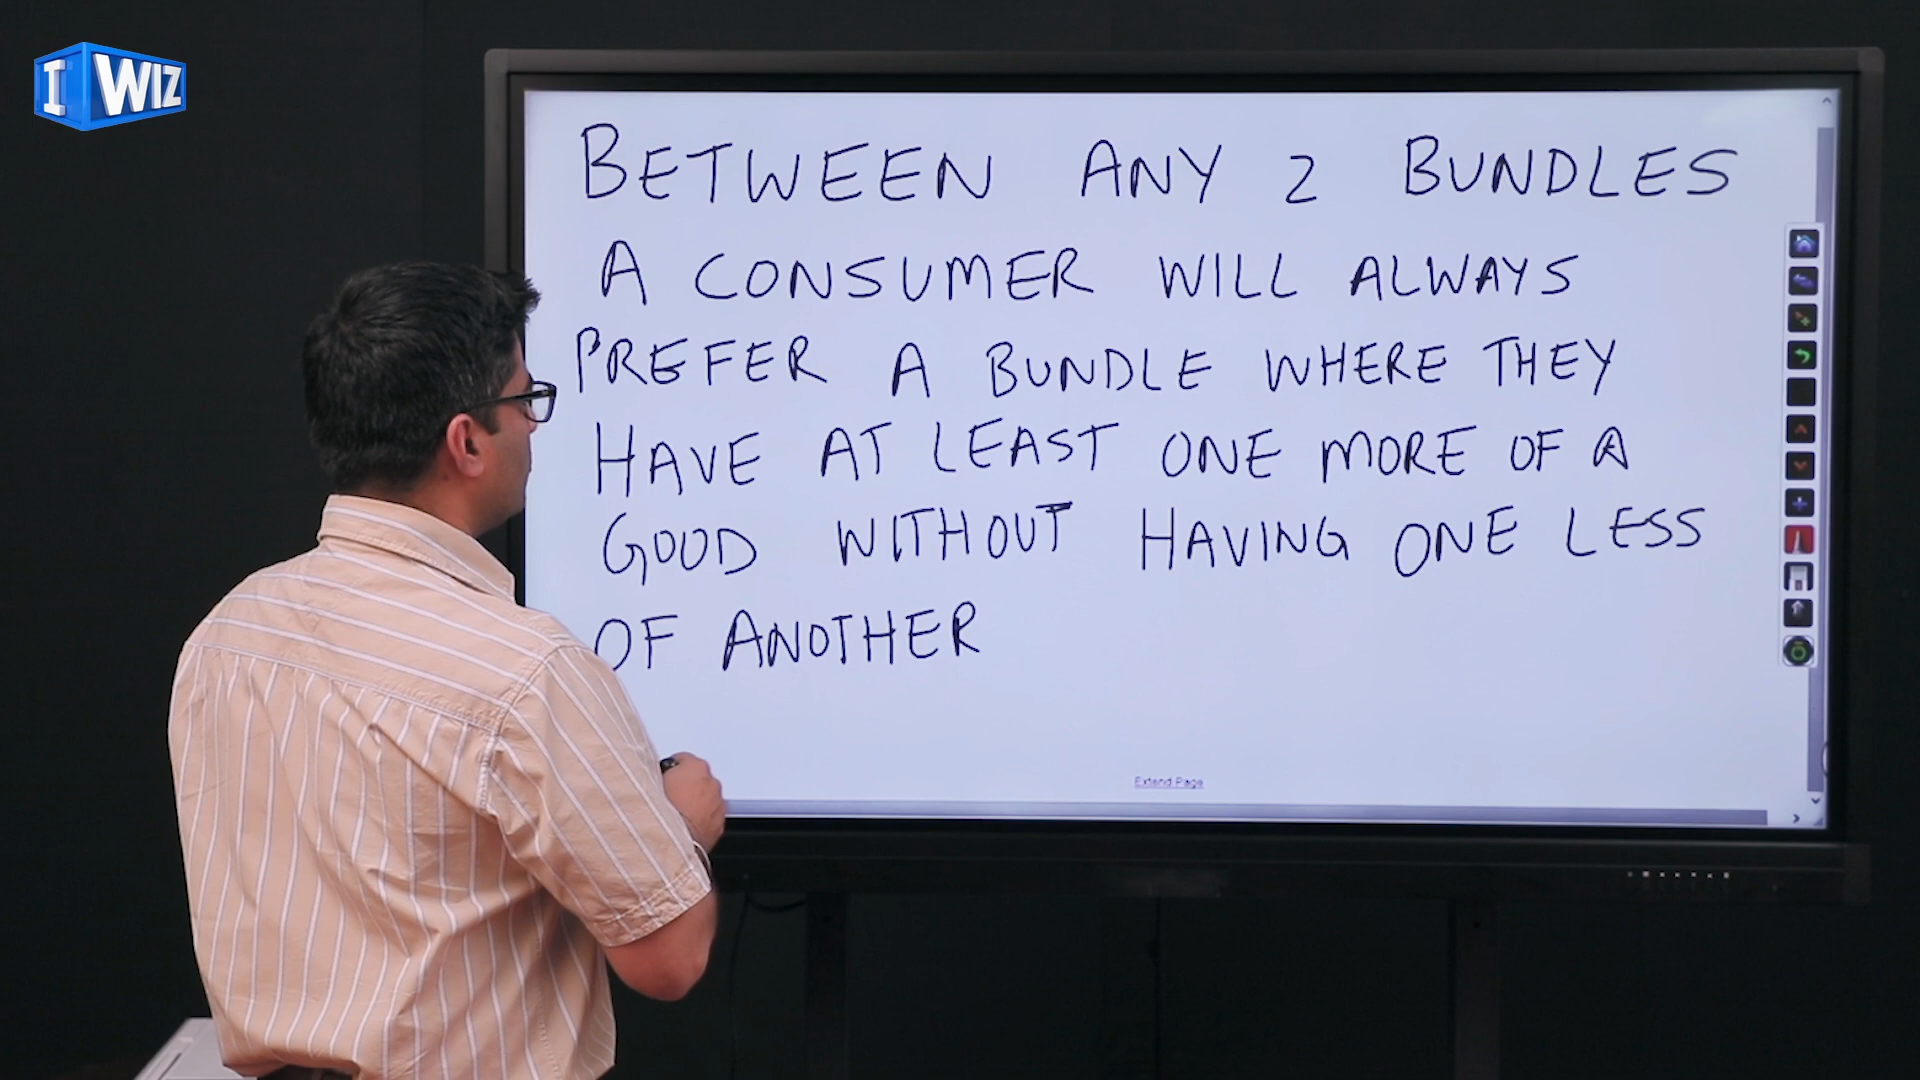 I WIZ
BETWEEN ANY 2 BUNDLES
A CONSUMER WILL ALWAYS
PREFER A BUNDLE WHERE THEY
HAVE AT LEAST ONE MORE OF A
GOOD WITHOUT HAVING ONE LESS
OF ANOTHER
Extend Page